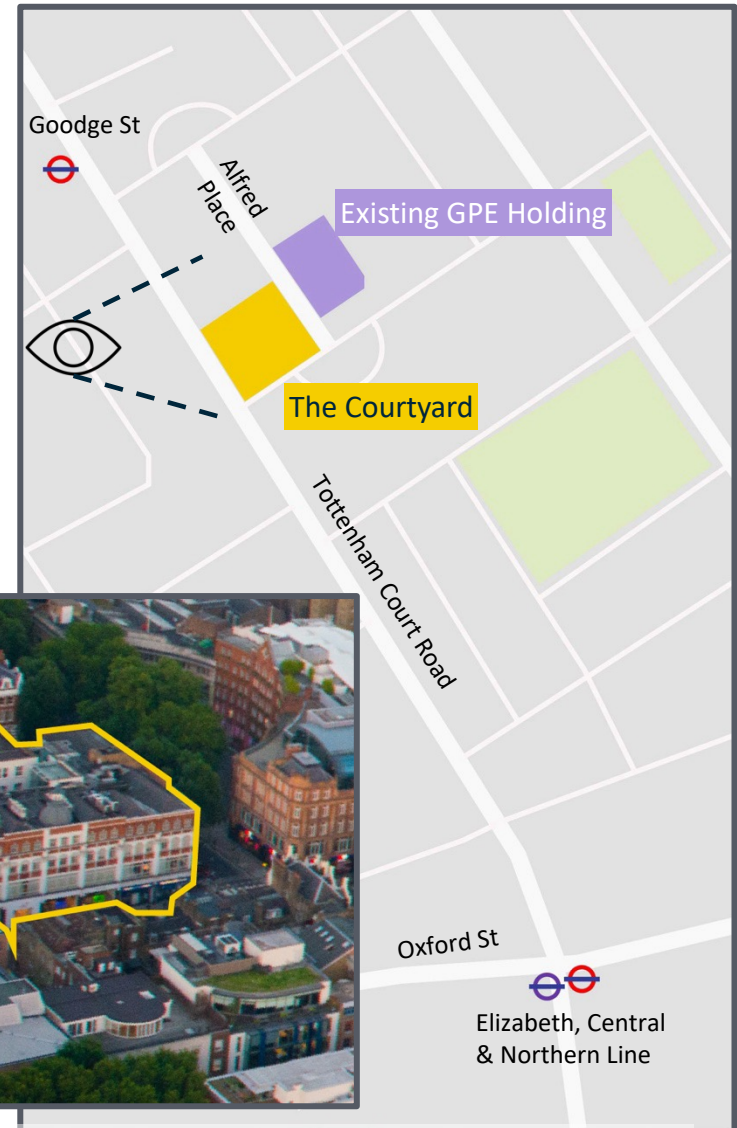 Goodge St
Alfred
Place
Existing GPE Holding
The Courtyard
Tottenham Court Road
Oxford St
Elizabeth, Central
& Northern Line